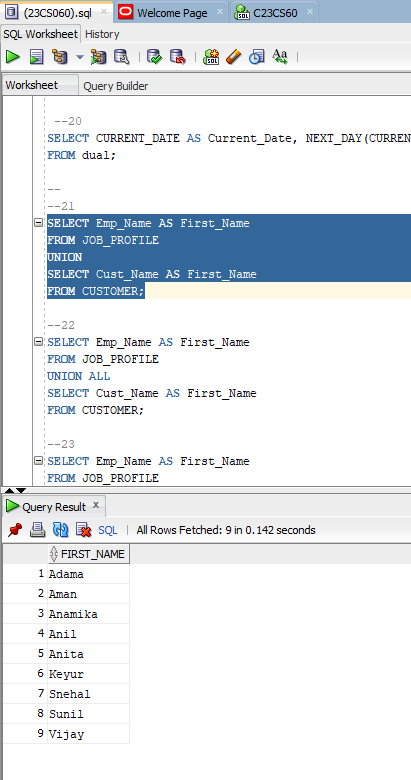 (23CS060).sql × Welcome Page × C23CS60 ×
SQL Worksheet History
Worksheet Query Builder
--20
SELECT CURRENT_DATE AS Current_Date, NEXT_DAY(CURREN
FROM dual;
--
--21
SELECT Emp_Name AS First_Name
FROM JOB_PROFILE
UNION
SELECT Cust_Name AS First_Name
FROM CUSTOMER;
--22
SELECT Emp_Name AS First_Name
FROM JOB_PROFILE
UNION ALL
SELECT Cust_Name AS First_Name
FROM CUSTOMER;
--23
SELECT Emp_Name AS First_Name
FROM JOB_PROFILE
Query Result ×
SQL | All Rows Fetched: 9 in 0.142 seconds
FIRST_NAME
1 Adama
2 Aman
3 Anamika
4 Anil
5 Anita
6 Keyur
7 Snehal
8 Sunil
9 Vijay